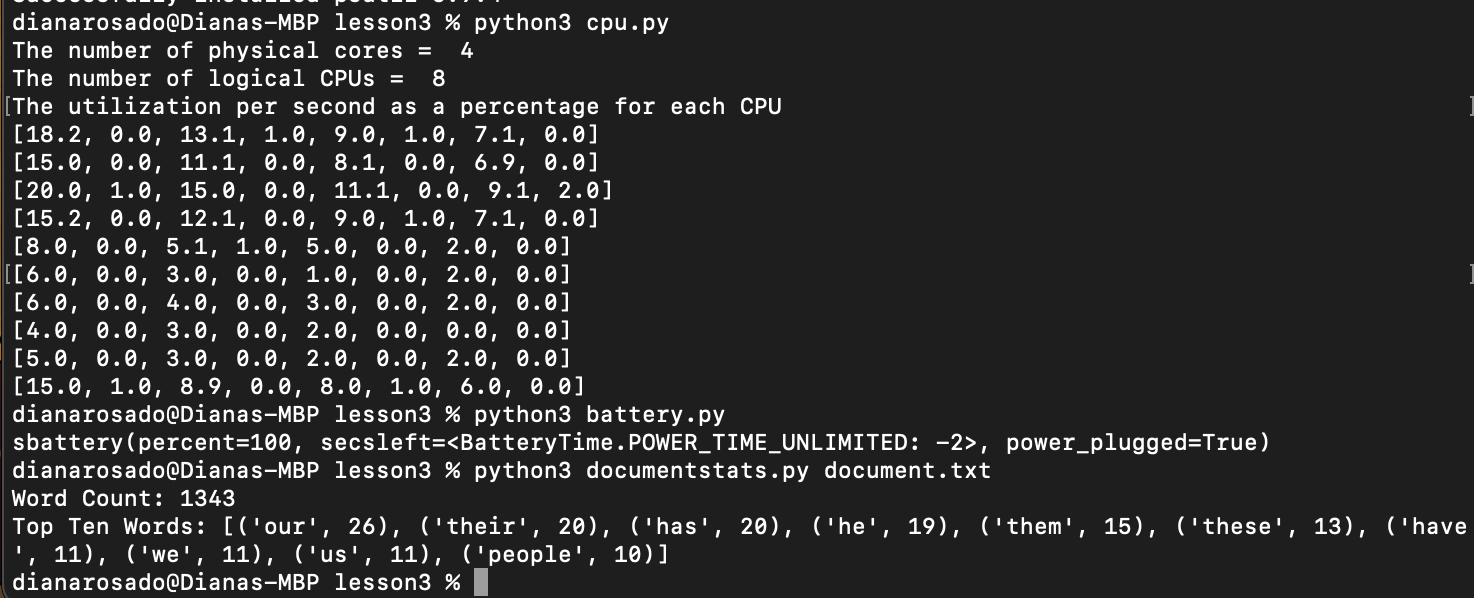 dianarosado@Dianas-MBP lesson3 % python3 cpu.py
The number of physical cores =  4
The number of logical CPUs =  8
The utilization per second as a percentage for each CPU
[18.2, 0.0, 13.1, 1.0, 9.0, 1.0, 7.1, 0.0]
[15.0, 0.0, 11.1, 0.0, 8.1, 0.0, 6.9, 0.0]
[20.0, 1.0, 15.0, 0.0, 11.1, 0.0, 9.1, 2.0]
[15.2, 0.0, 12.1, 0.0, 9.0, 1.0, 7.1, 0.0]
[8.0, 0.0, 5.1, 1.0, 5.0, 0.0, 2.0, 0.0]
[6.0, 0.0, 3.0, 0.0, 1.0, 0.0, 2.0, 0.0]
[6.0, 0.0, 4.0, 0.0, 3.0, 0.0, 2.0, 0.0]
[4.0, 0.0, 3.0, 0.0, 2.0, 0.0, 0.0, 0.0]
[5.0, 0.0, 3.0, 0.0, 2.0, 0.0, 2.0, 0.0]
[15.0, 1.0, 8.9, 0.0, 8.0, 1.0, 6.0, 0.0]
dianarosado@Dianas-MBP lesson3 % python3 battery.py
sbattery(percent=100, secsleft=<BatteryTime.POWER_TIME_UNLIMITED: -2>, power_plugged=True)
dianarosado@Dianas-MBP lesson3 % python3 documentstats.py document.txt
Word Count: 1343
Top Ten Words: [('our', 26), ('their', 20), ('has', 20), ('he', 19), ('them', 15), ('these', 13), ('have
', 11), ('we', 11), ('us', 11), ('people', 10)]
dianarosado@Dianas-MBP lesson3 %